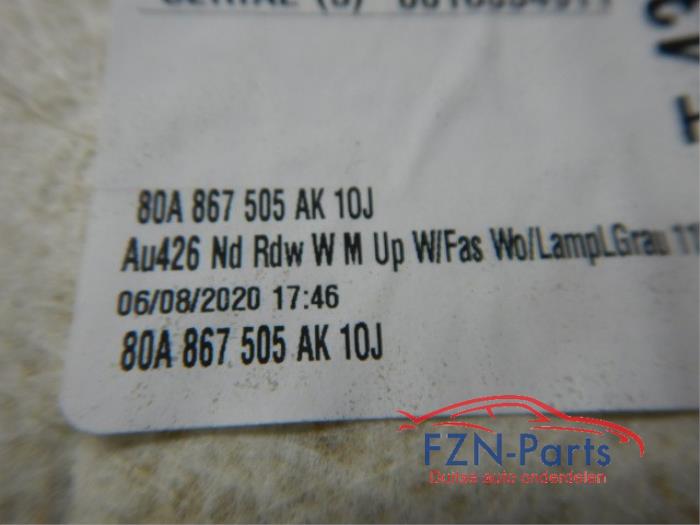 80A 867 505 AK 10J
Au426 Nd Rdw W M Up W/Fas Wo/LampLGrau
06/08/2020 17:46
80A 867 505 AK 10J
FZN-Parts
Duitse auto onderdelen